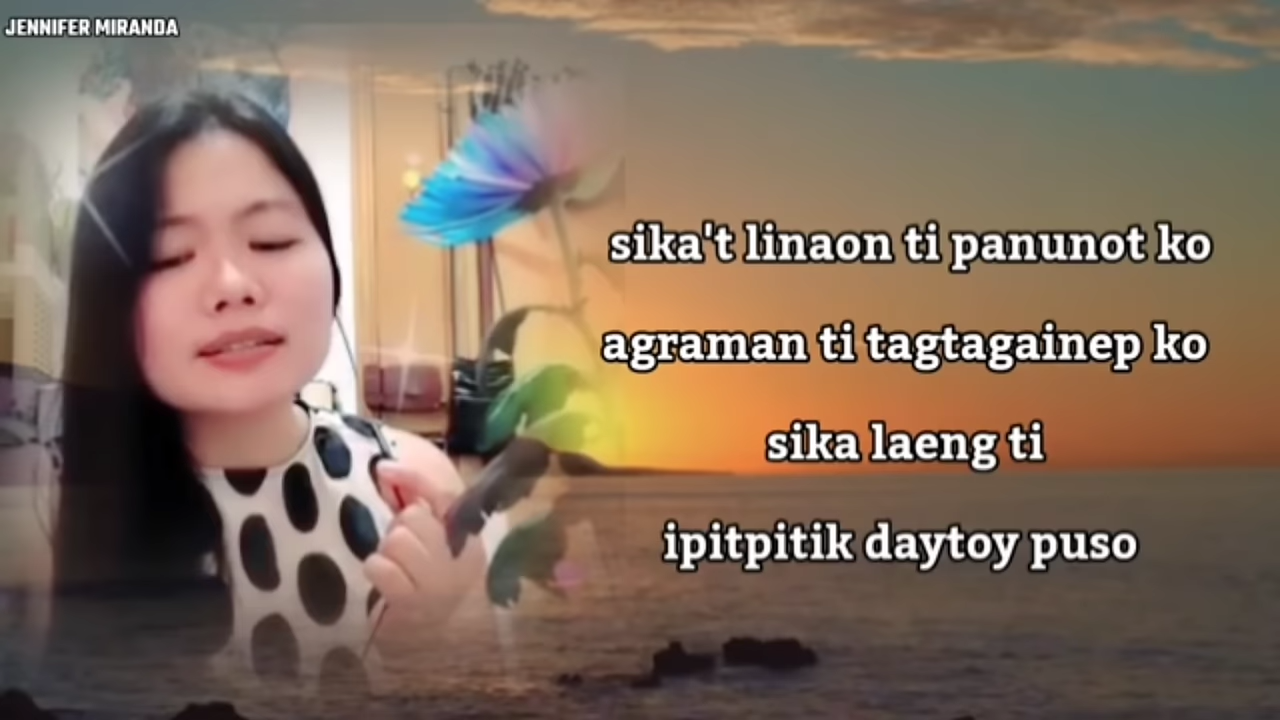 JENNIFER MIRANDA
sika't linaon ti panunot ko
agraman ti tagtagainep ko
sika laeng ti
ipitpitik daytoy puso